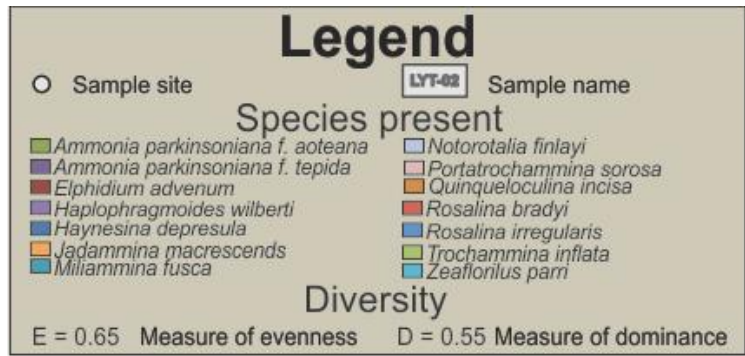 Legend
Sample site LYT-02 Sample name
Species present
Ammonia parkinsoniana f. aoteana Notorotalia finlayi
Ammonia parkinsoniana f. tepida Portatrochammina sorosa
Elphidium advenum Quinqueloculina incisa
Haplophragmoides wilberti Rosalina bradyi
Haynesina depresula Rosalina irregularis
Jadammina macrescends Trochammina inflata
Miliammina fusca Zeaflorilus parri
Diversity
E = 0.65 Measure of evenness D = 0.55 Measure of dominance